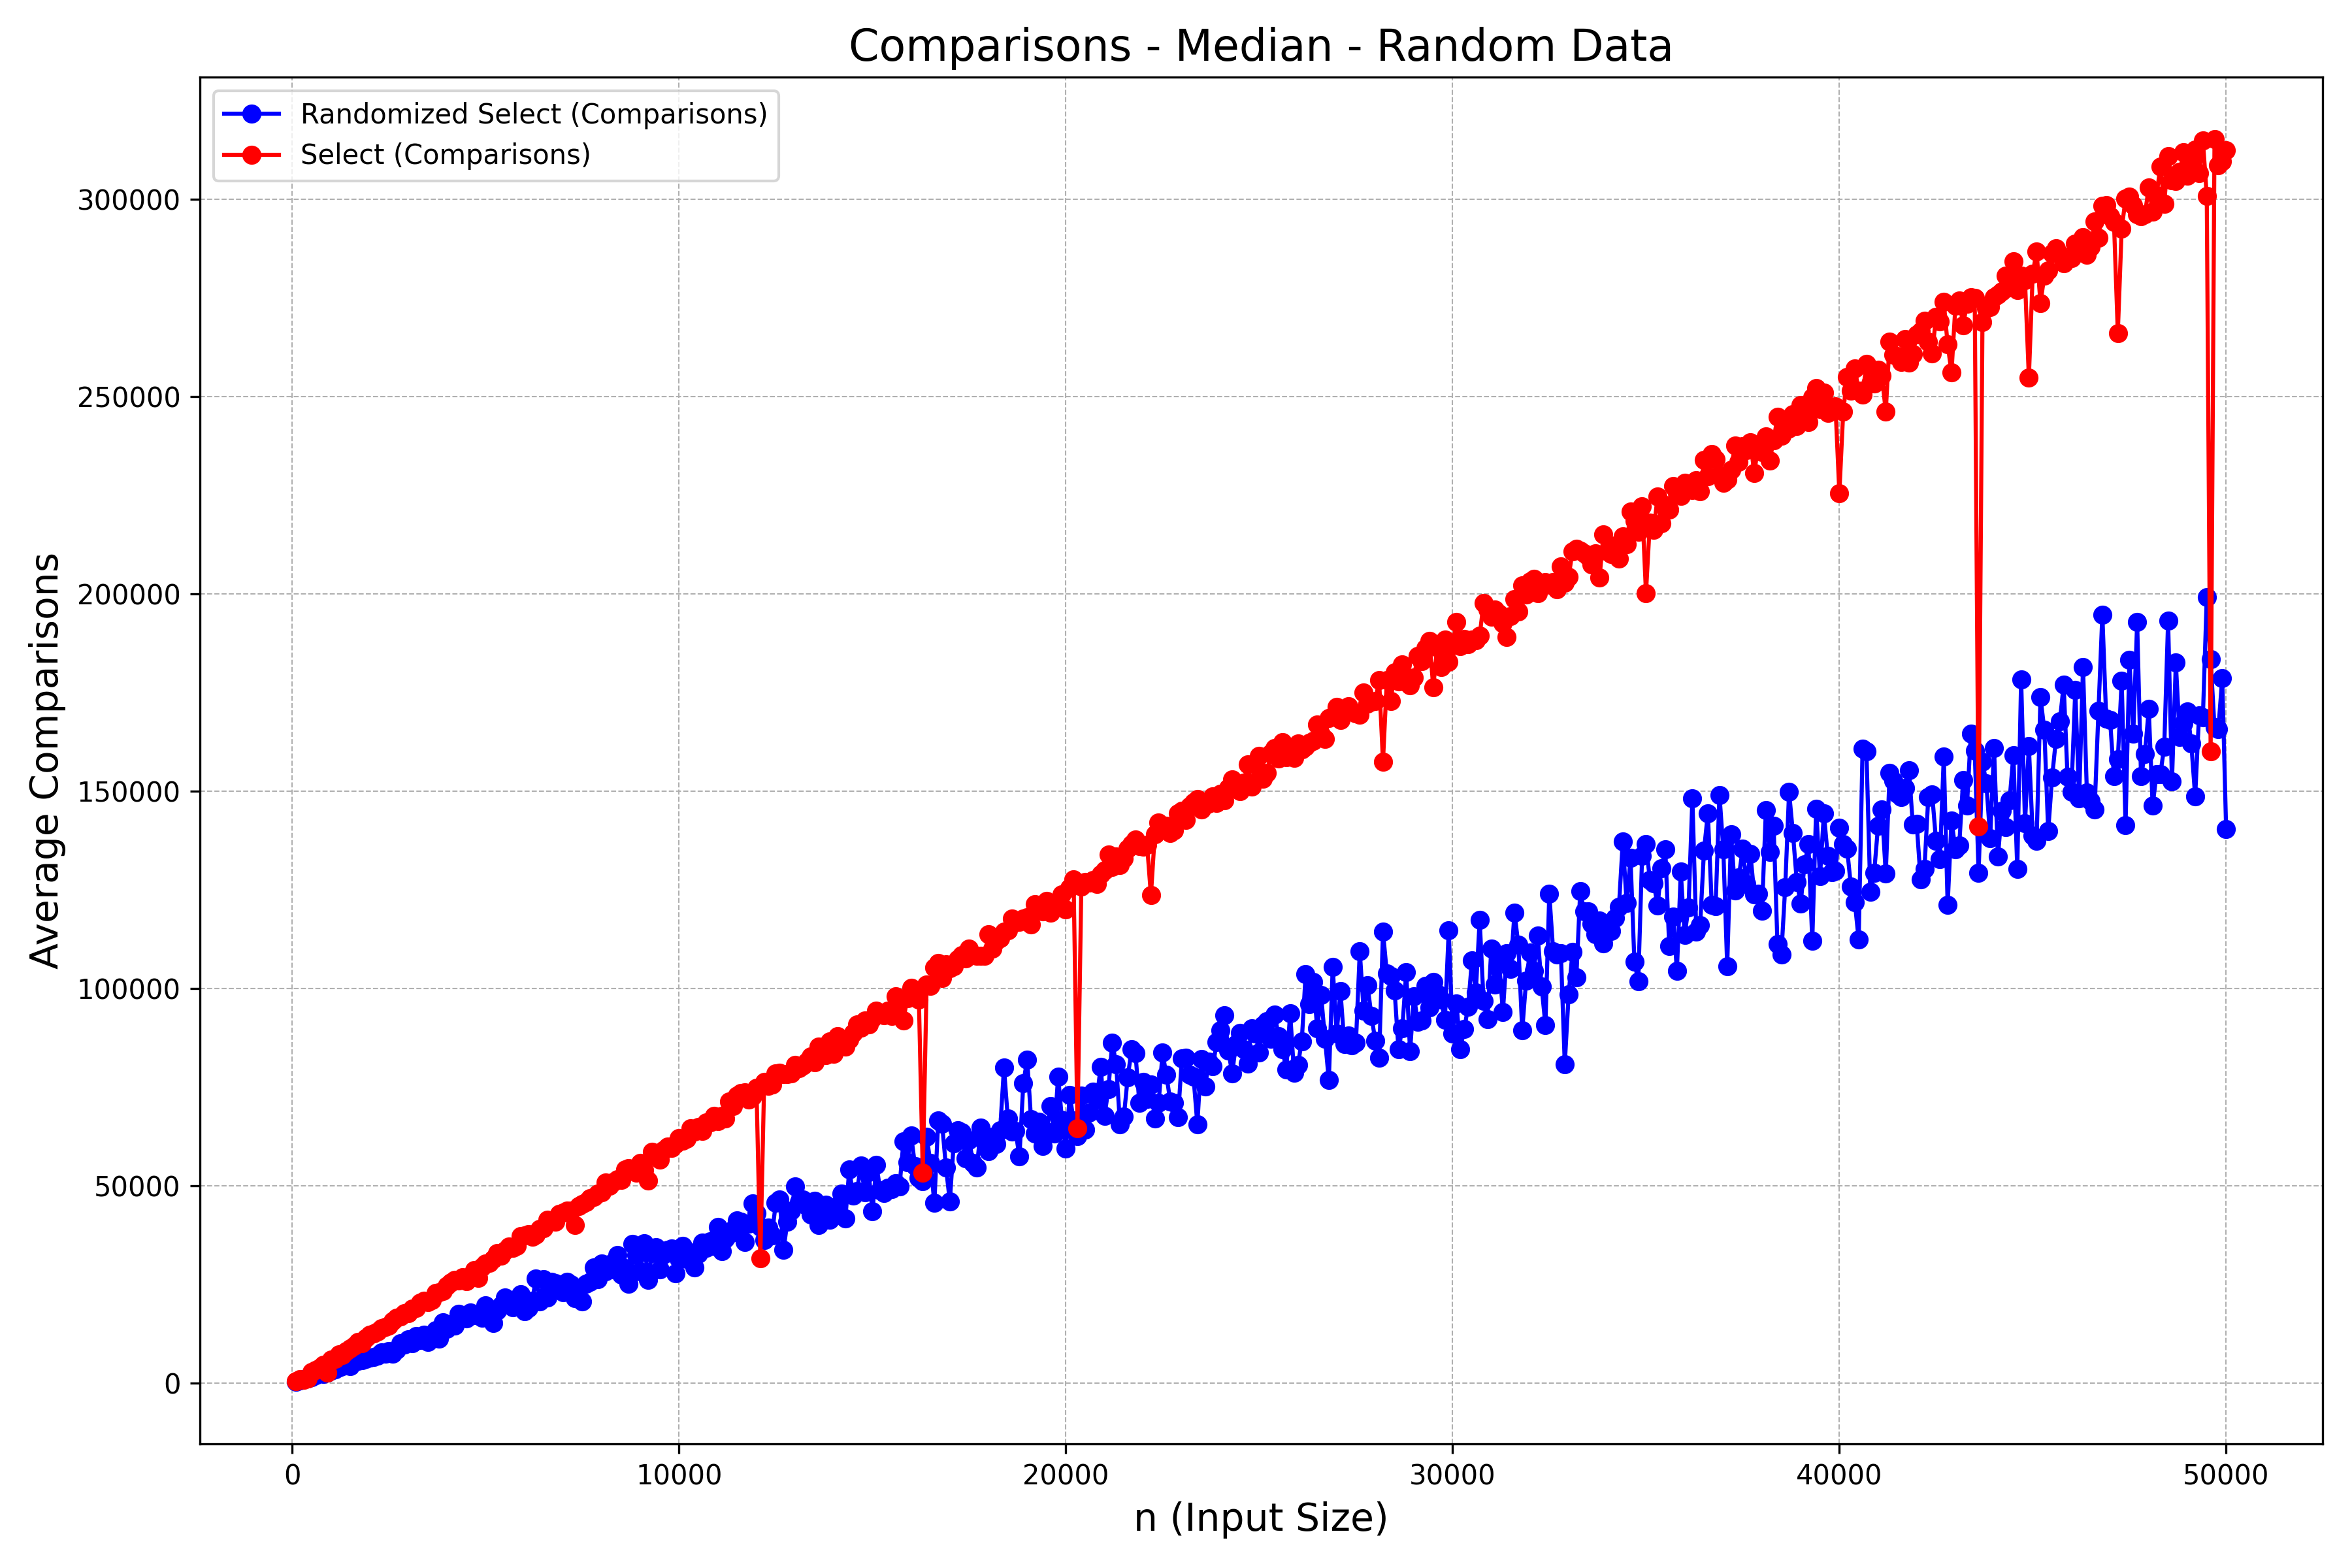 Comparisons - Median - Random Data
Randomized Select (Comparisons)
Select (Comparisons)
Average Comparisons
300000
250000
200000
150000
100000
50000
0
0 10000 20000 30000 40000 50000
n (Input Size)